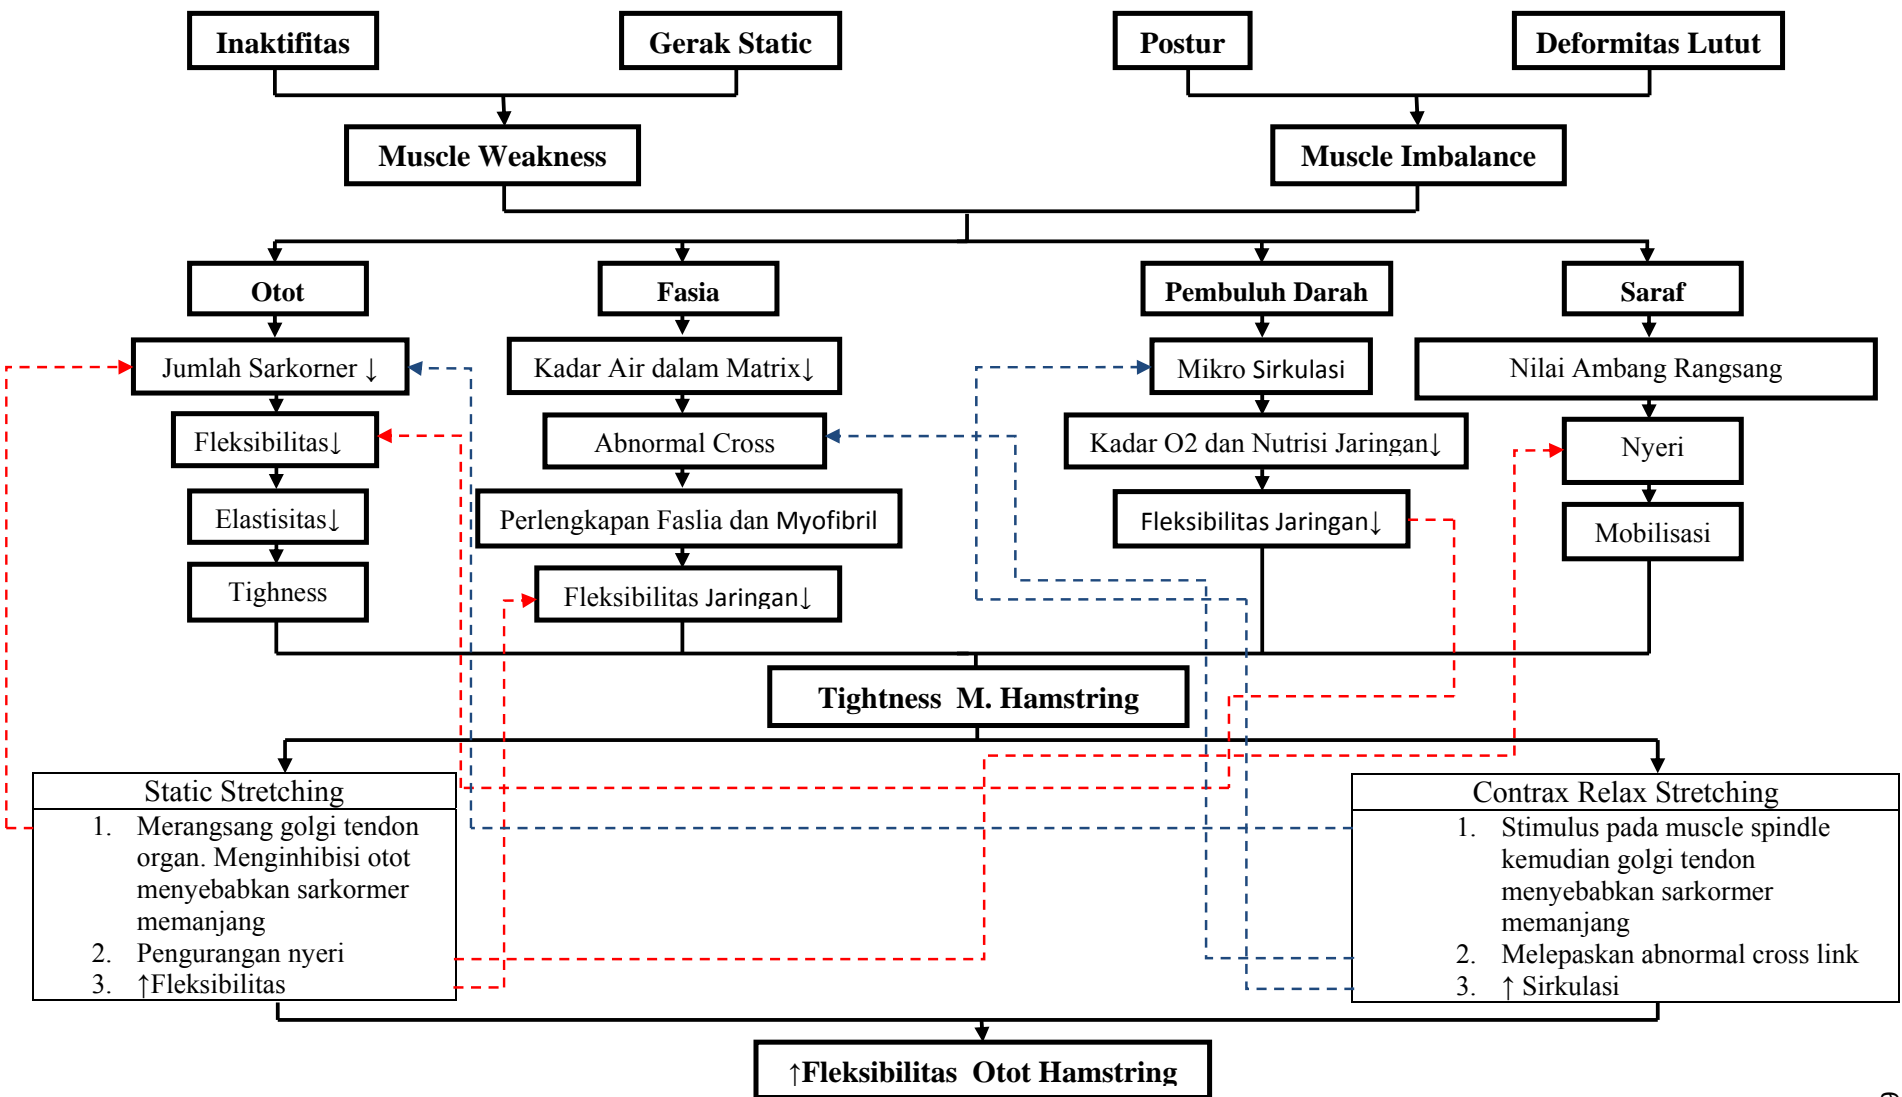 Inaktifitas
Gerak Static
Postur
Deformitas Lutut
Muscle Weakness
Muscle Imbalance
Otot
Fasia
Pembuluh Darah
Saraf
Jumlah Sarkorner ↓
Kadar Air dalam Matrix↓
Mikro Sirkulasi
Nilai Ambang Rangsang
Fleksibilitas↓
Abnormal Cross
Kadar O2 dan Nutrisi Jaringan↓
Nyeri
Elastisitas↓
Perlengkapan Faslia dan Myofibril
Fleksibilitas Jaringan↓
Mobilisasi
Tighness
Fleksibilitas Jaringan↓
Tightness M. Hamstring
Static Stretching
1. Merangsang golgi tendon
organ. Menginhibisi otot
menyebabkan sarkormer
memanjang
2. Pengurangan nyeri
3. ↑Fleksibilitas
Contrax Relax Stretching
1. Stimulus pada muscle spindle
kemudian golgi tendon
menyebabkan sarkormer
memanjang
2. Melepaskan abnormal cross link
3. ↑ Sirkulasi
↑Fleksibilitas Otot Hamstring